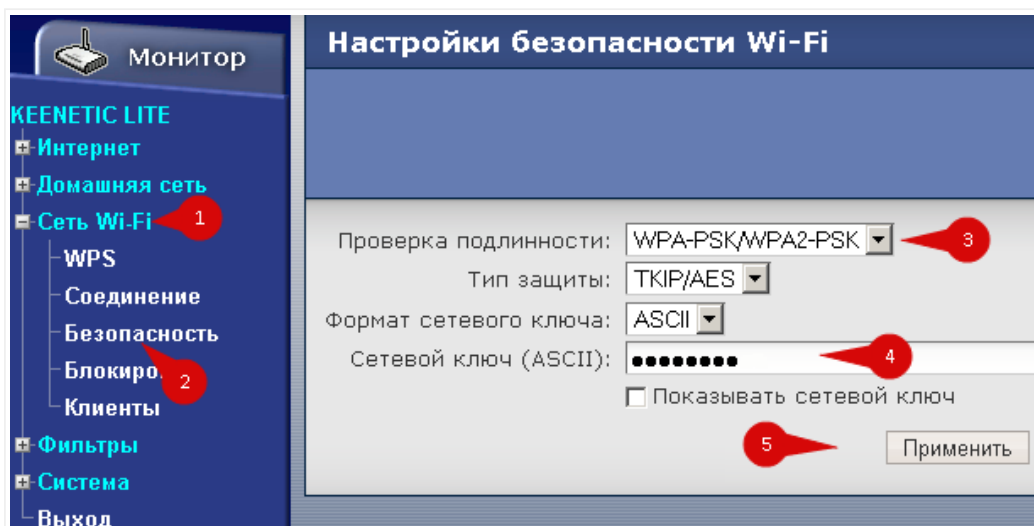 Монитор
KEENETIC LITE
Интернет
Домашняя сеть
Сеть Wi-Fi
1
WPS
Соединение
Безопасность
2
Клиенты
Фильтры
Система
Выход
Настройки безопасности Wi-Fi
Проверка подлинности: WPA-PSK/WPA2-PSK
3
Тип защиты: TKIP/AES
Формат сетевого ключа: ASCII
Сетевой ключ (ASCII): ●●●●●●●●
4
Показывать сетевой ключ
5
Применить